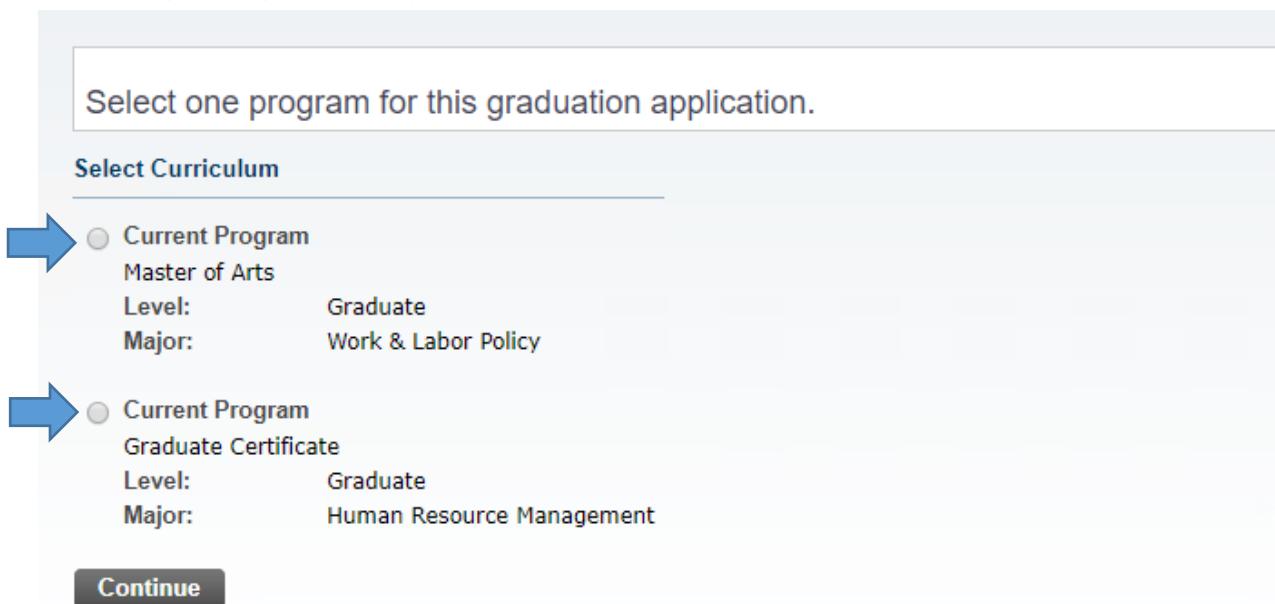 Select one program for this graduation application.
Select Curriculum
Current Program
Master of Arts
Level: Graduate
Major: Work & Labor Policy
Current Program
Graduate Certificate
Level: Graduate
Major: Human Resource Management
Continue